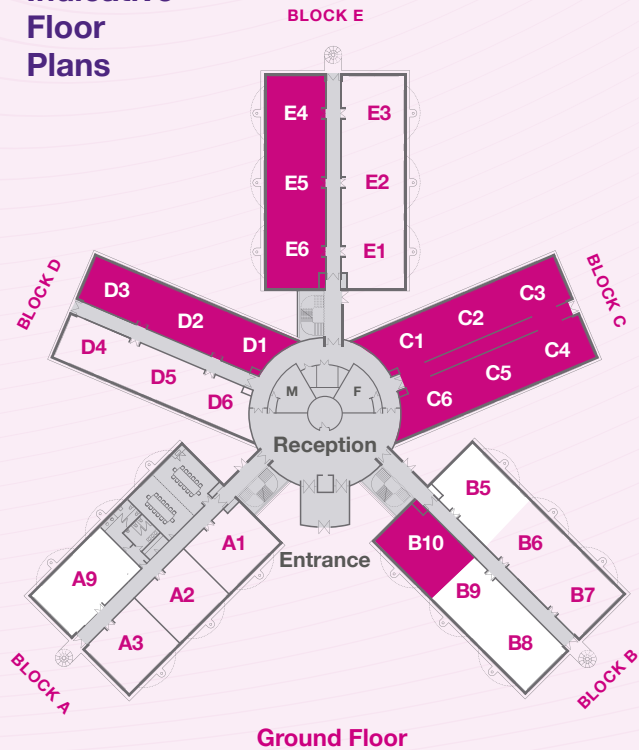 Indicative
Floor
Plans
BLOCK E
E4
E3
E5
E2
E6
E1
BLOCK D
D3
D2
D1
D4
D5
D6
BLOCK C
C3
C2
C1
C4
C5
C6
M
F
Reception
Entrance
A1
A2
A3
A9
BLOCK A
B5
B6
B7
B10
B9
B8
BLOCK B
Ground Floor